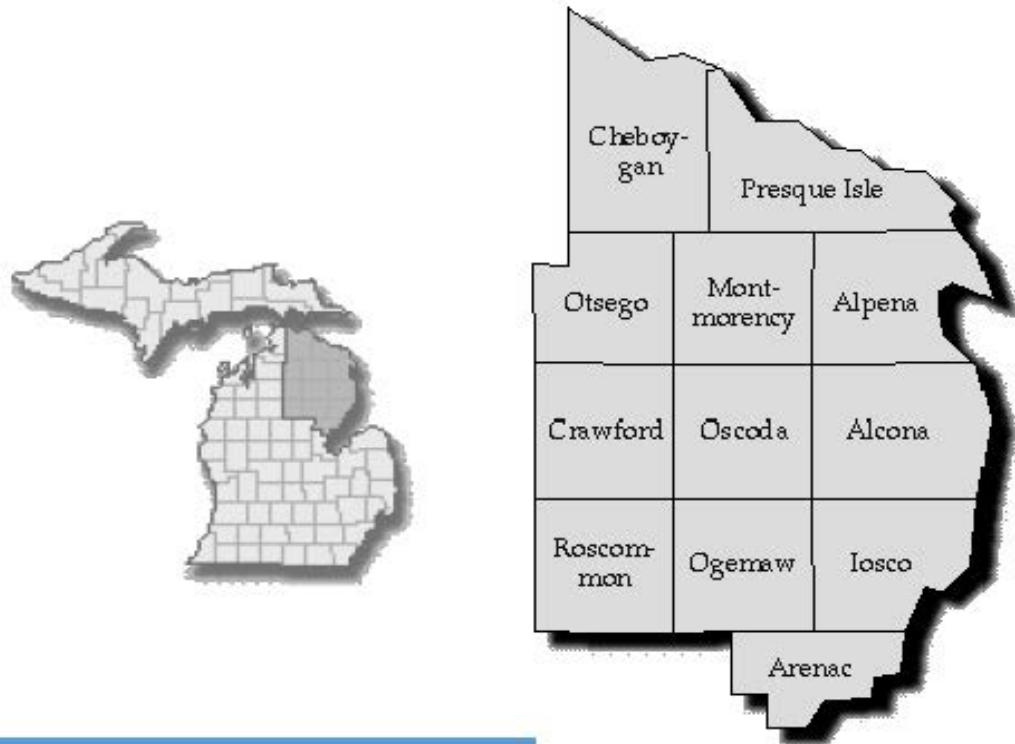 Cheboy-
gan
Presque Isle
Otsego
Mont-
morency
Alpena
Crawford
Oscoda
Alcona
Roscom-
mon
Ogemaw
Iosco
Arenac